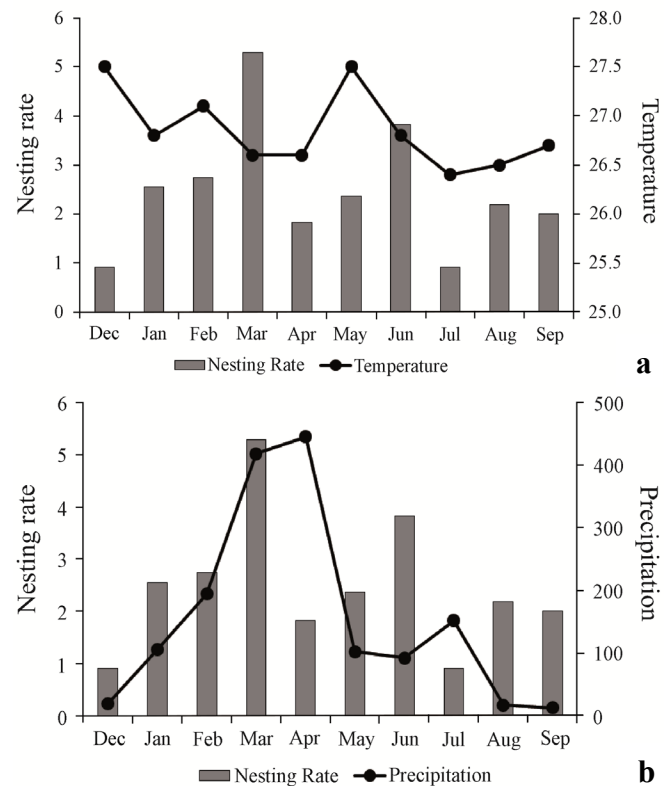 6 28.0
5 27.5
27.0
4
26.5
3
26.0
2
25.5
1
0 25.0
Nesting rate
Temperature
Dec Jan Feb Mar Apr May Jun Jul Aug Sep
Nesting Rate Temperature
a
6 500
5
400
4
300
3
200
2
1 100
0 0
Nesting rate
Precipitation
Dec Jan Feb Mar Apr May Jun Jul Aug Sep
Nesting Rate Precipitation
b